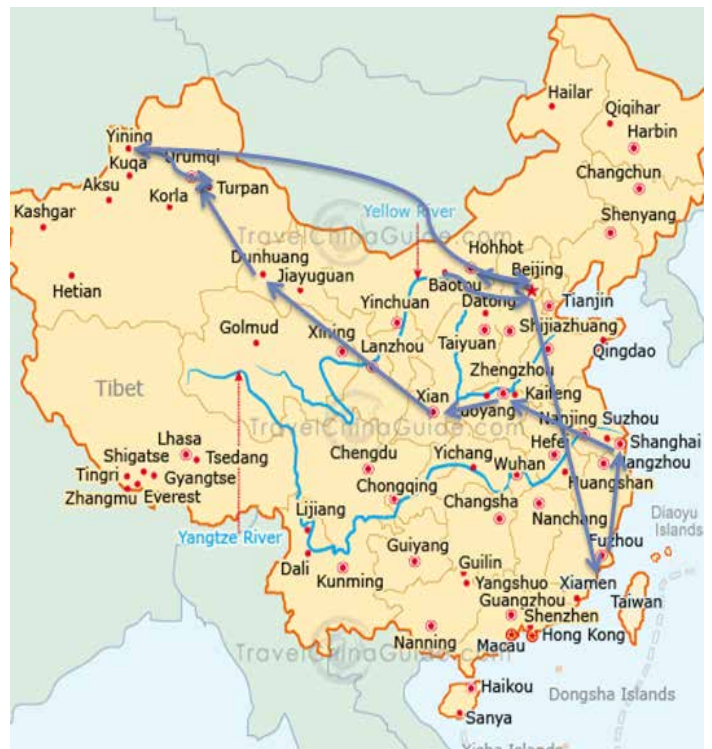 Hailar
Qiqihar
Harbin
Changchun
Shenyang
Yining
Kuqa
Urumqi
Aksu
Korla
Turpan
Kashgar
Hetian
Yellow River
TravelChinaGuide.com
Hohhot
Beijing
Dunhuang
Jiayuguan
Baotou
Datong
Tianjin
Yinchuan
Golmud
Xining
Lanzhou
Taiyuan
Shijiazhuang
Qingdao
Zhengzhou
Tibet
Xian
Kaifeng
TravelChinaGuide.com
Nanjing
Suzhou
Hefei
Shanghai
Lhasa
Tsedang
Shigatse
Tingri
Gyangtse
Zhangmu
Everest
Chengdu
Yichang
Wuhan
Huangshan
Chongqing
Changsha
Nanchang
Diaoyu
Islands
Yangtze River
Lijiang
Dali
Guiyang
Kunming
Guilin
Yangshuo
Fuzhou
Xiamen
Taiwan
Guangzhou
Shenzhen
TravelChinaGuide.com
Nanning
Macau
Hong Kong
Haikou
Sanya
Dongsha Islands